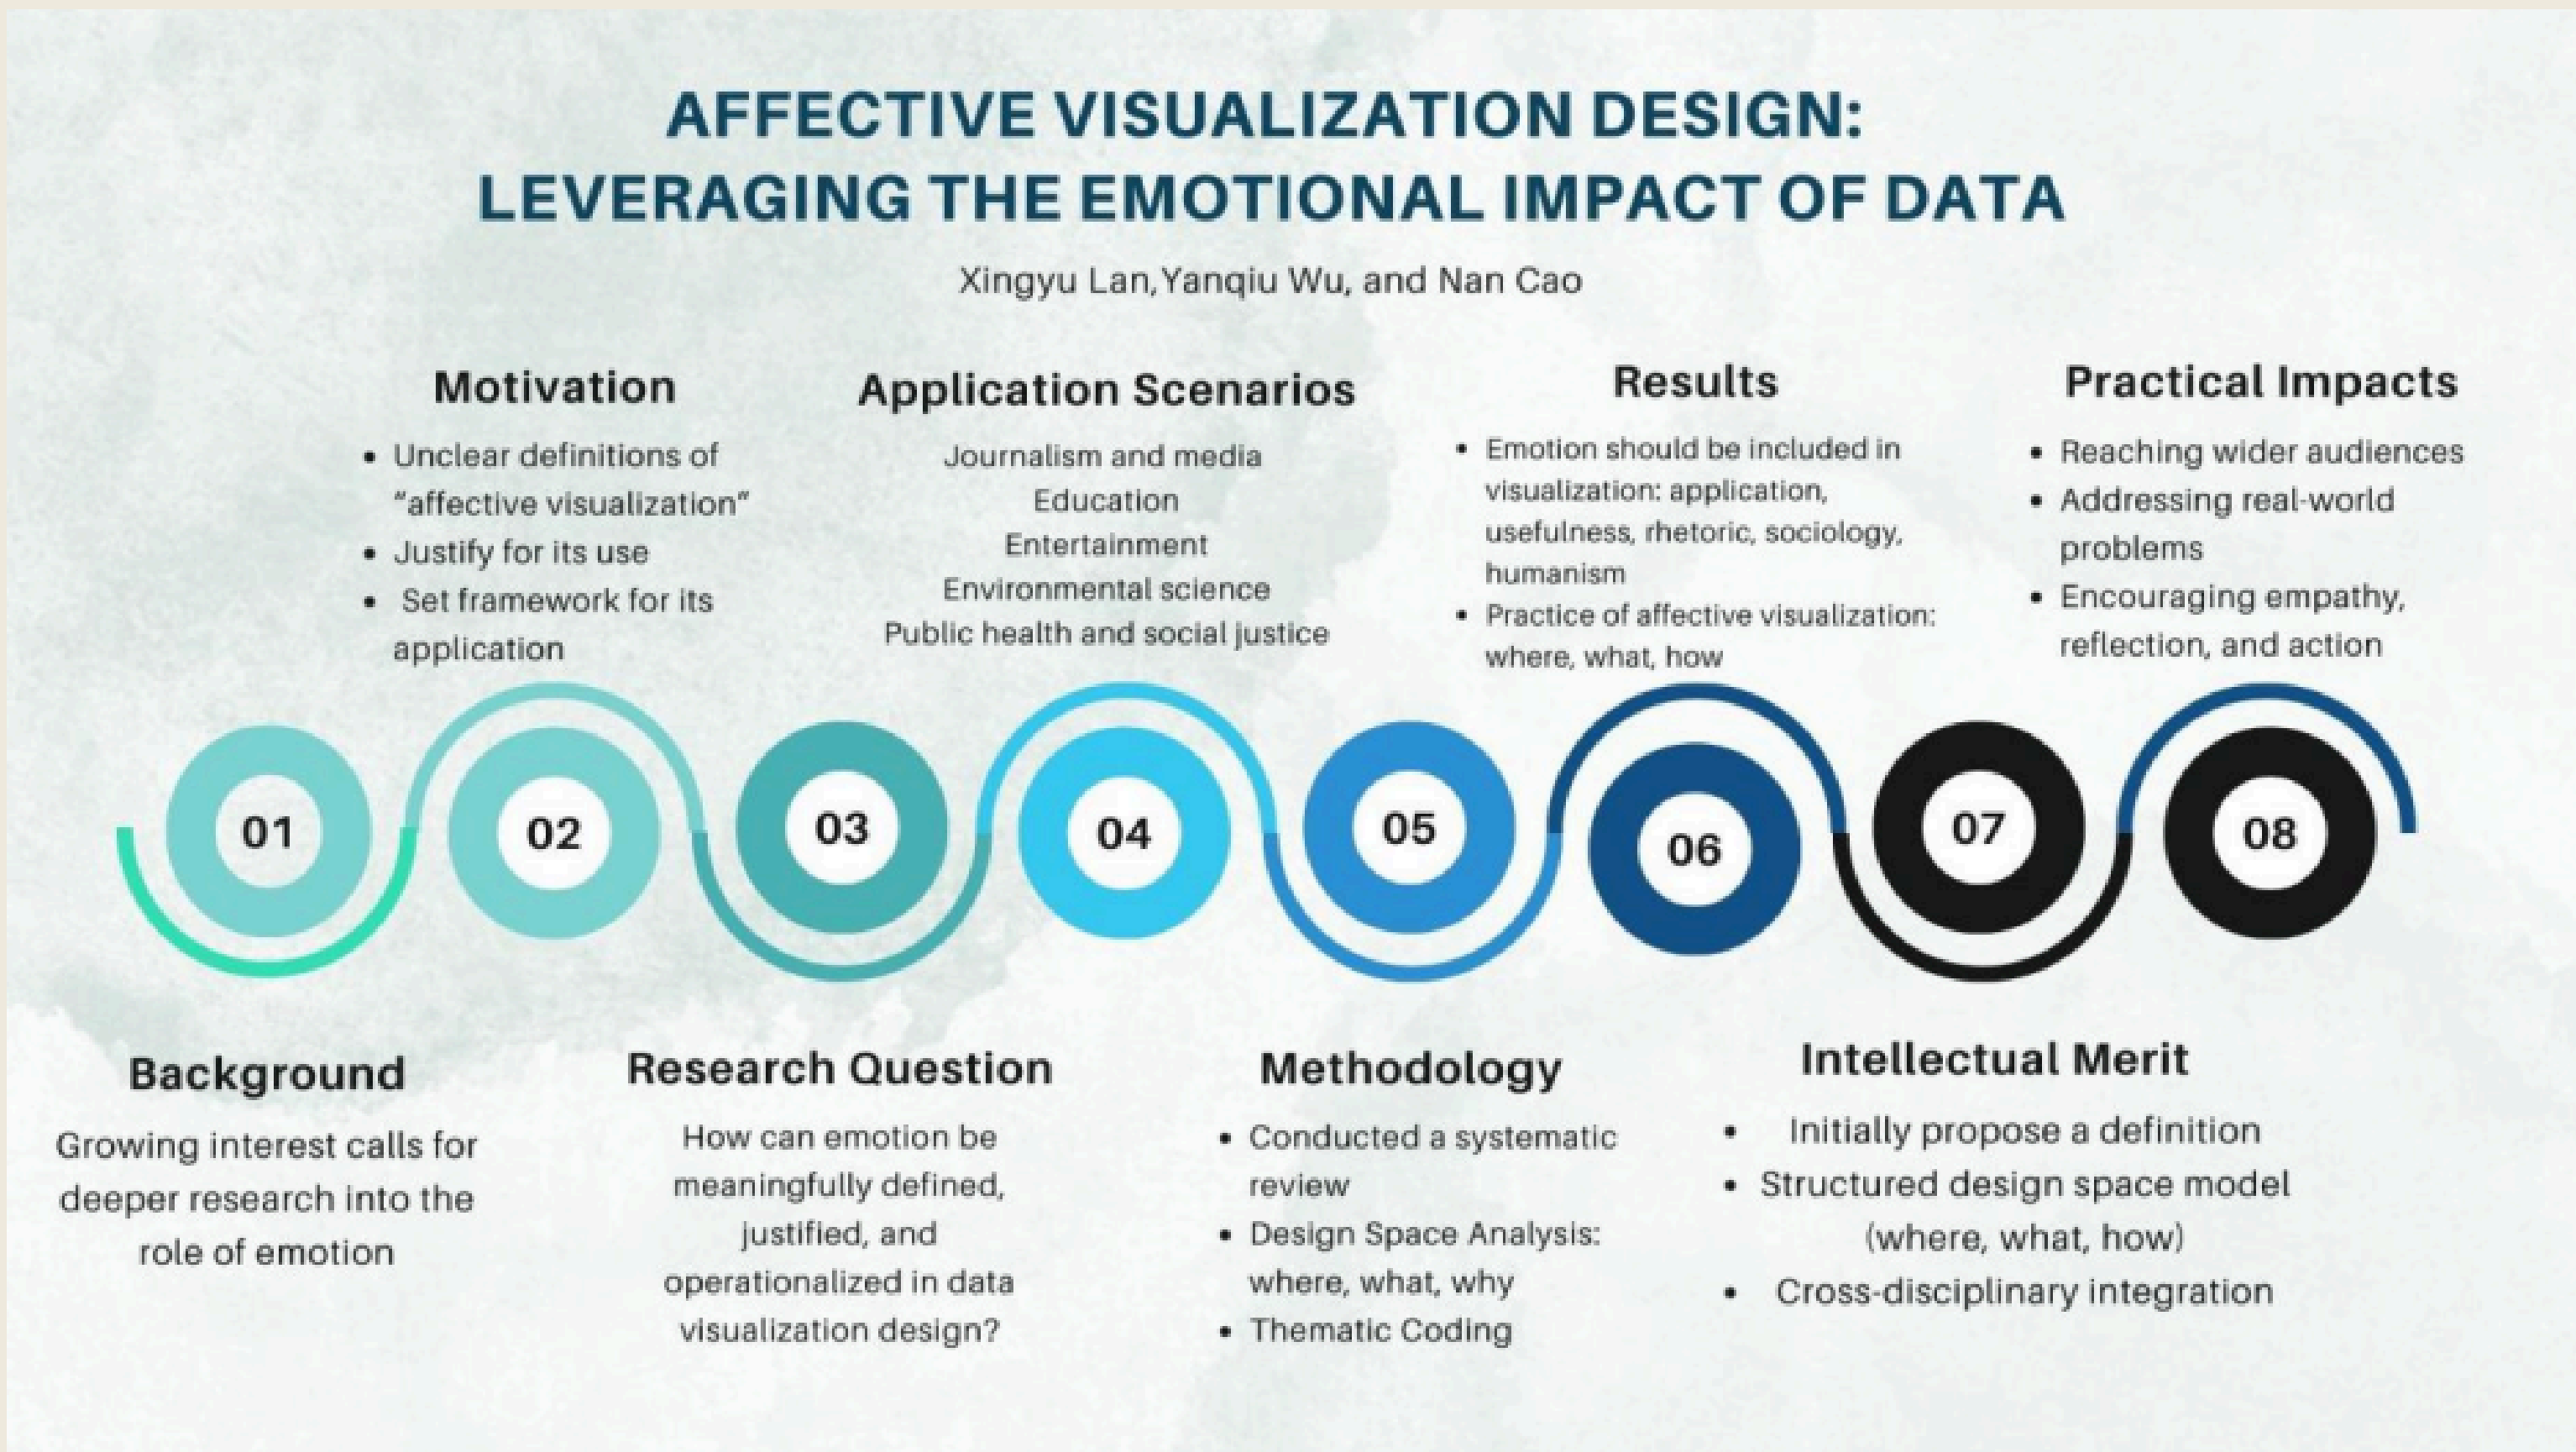 AFFECTIVE VISUALIZATION DESIGN:
LEVERAGING THE EMOTIONAL IMPACT OF DATA
Xingyu Lan,Yanqiu Wu, and Nan Cao
Motivation
• Unclear definitions of
“affective visualization”
• Justify for its use
• Set framework for its
application
Application Scenarios
Journalism and media
Education
Entertainment
Environmental science
Public health and social justice
Results
• Emotion should be included in
visualization: application,
usefulness, rhetoric, sociology,
humanism
• Practice of affective visualization:
where, what, how
Practical Impacts
• Reaching wider audiences
• Addressing real-world
problems
• Encouraging empathy,
reflection, and action
01
02
03
04
05
06
07
08
Background
Growing interest calls for
deeper research into the
role of emotion
Research Question
How can emotion be
meaningfully defined,
justified, and
operationalized in data
visualization design?
Methodology
• Conducted a systematic
review
• Design Space Analysis:
where, what, why
• Thematic Coding
Intellectual Merit
• Initially propose a definition
• Structured design space model
(where, what, how)
• Cross-disciplinary integration